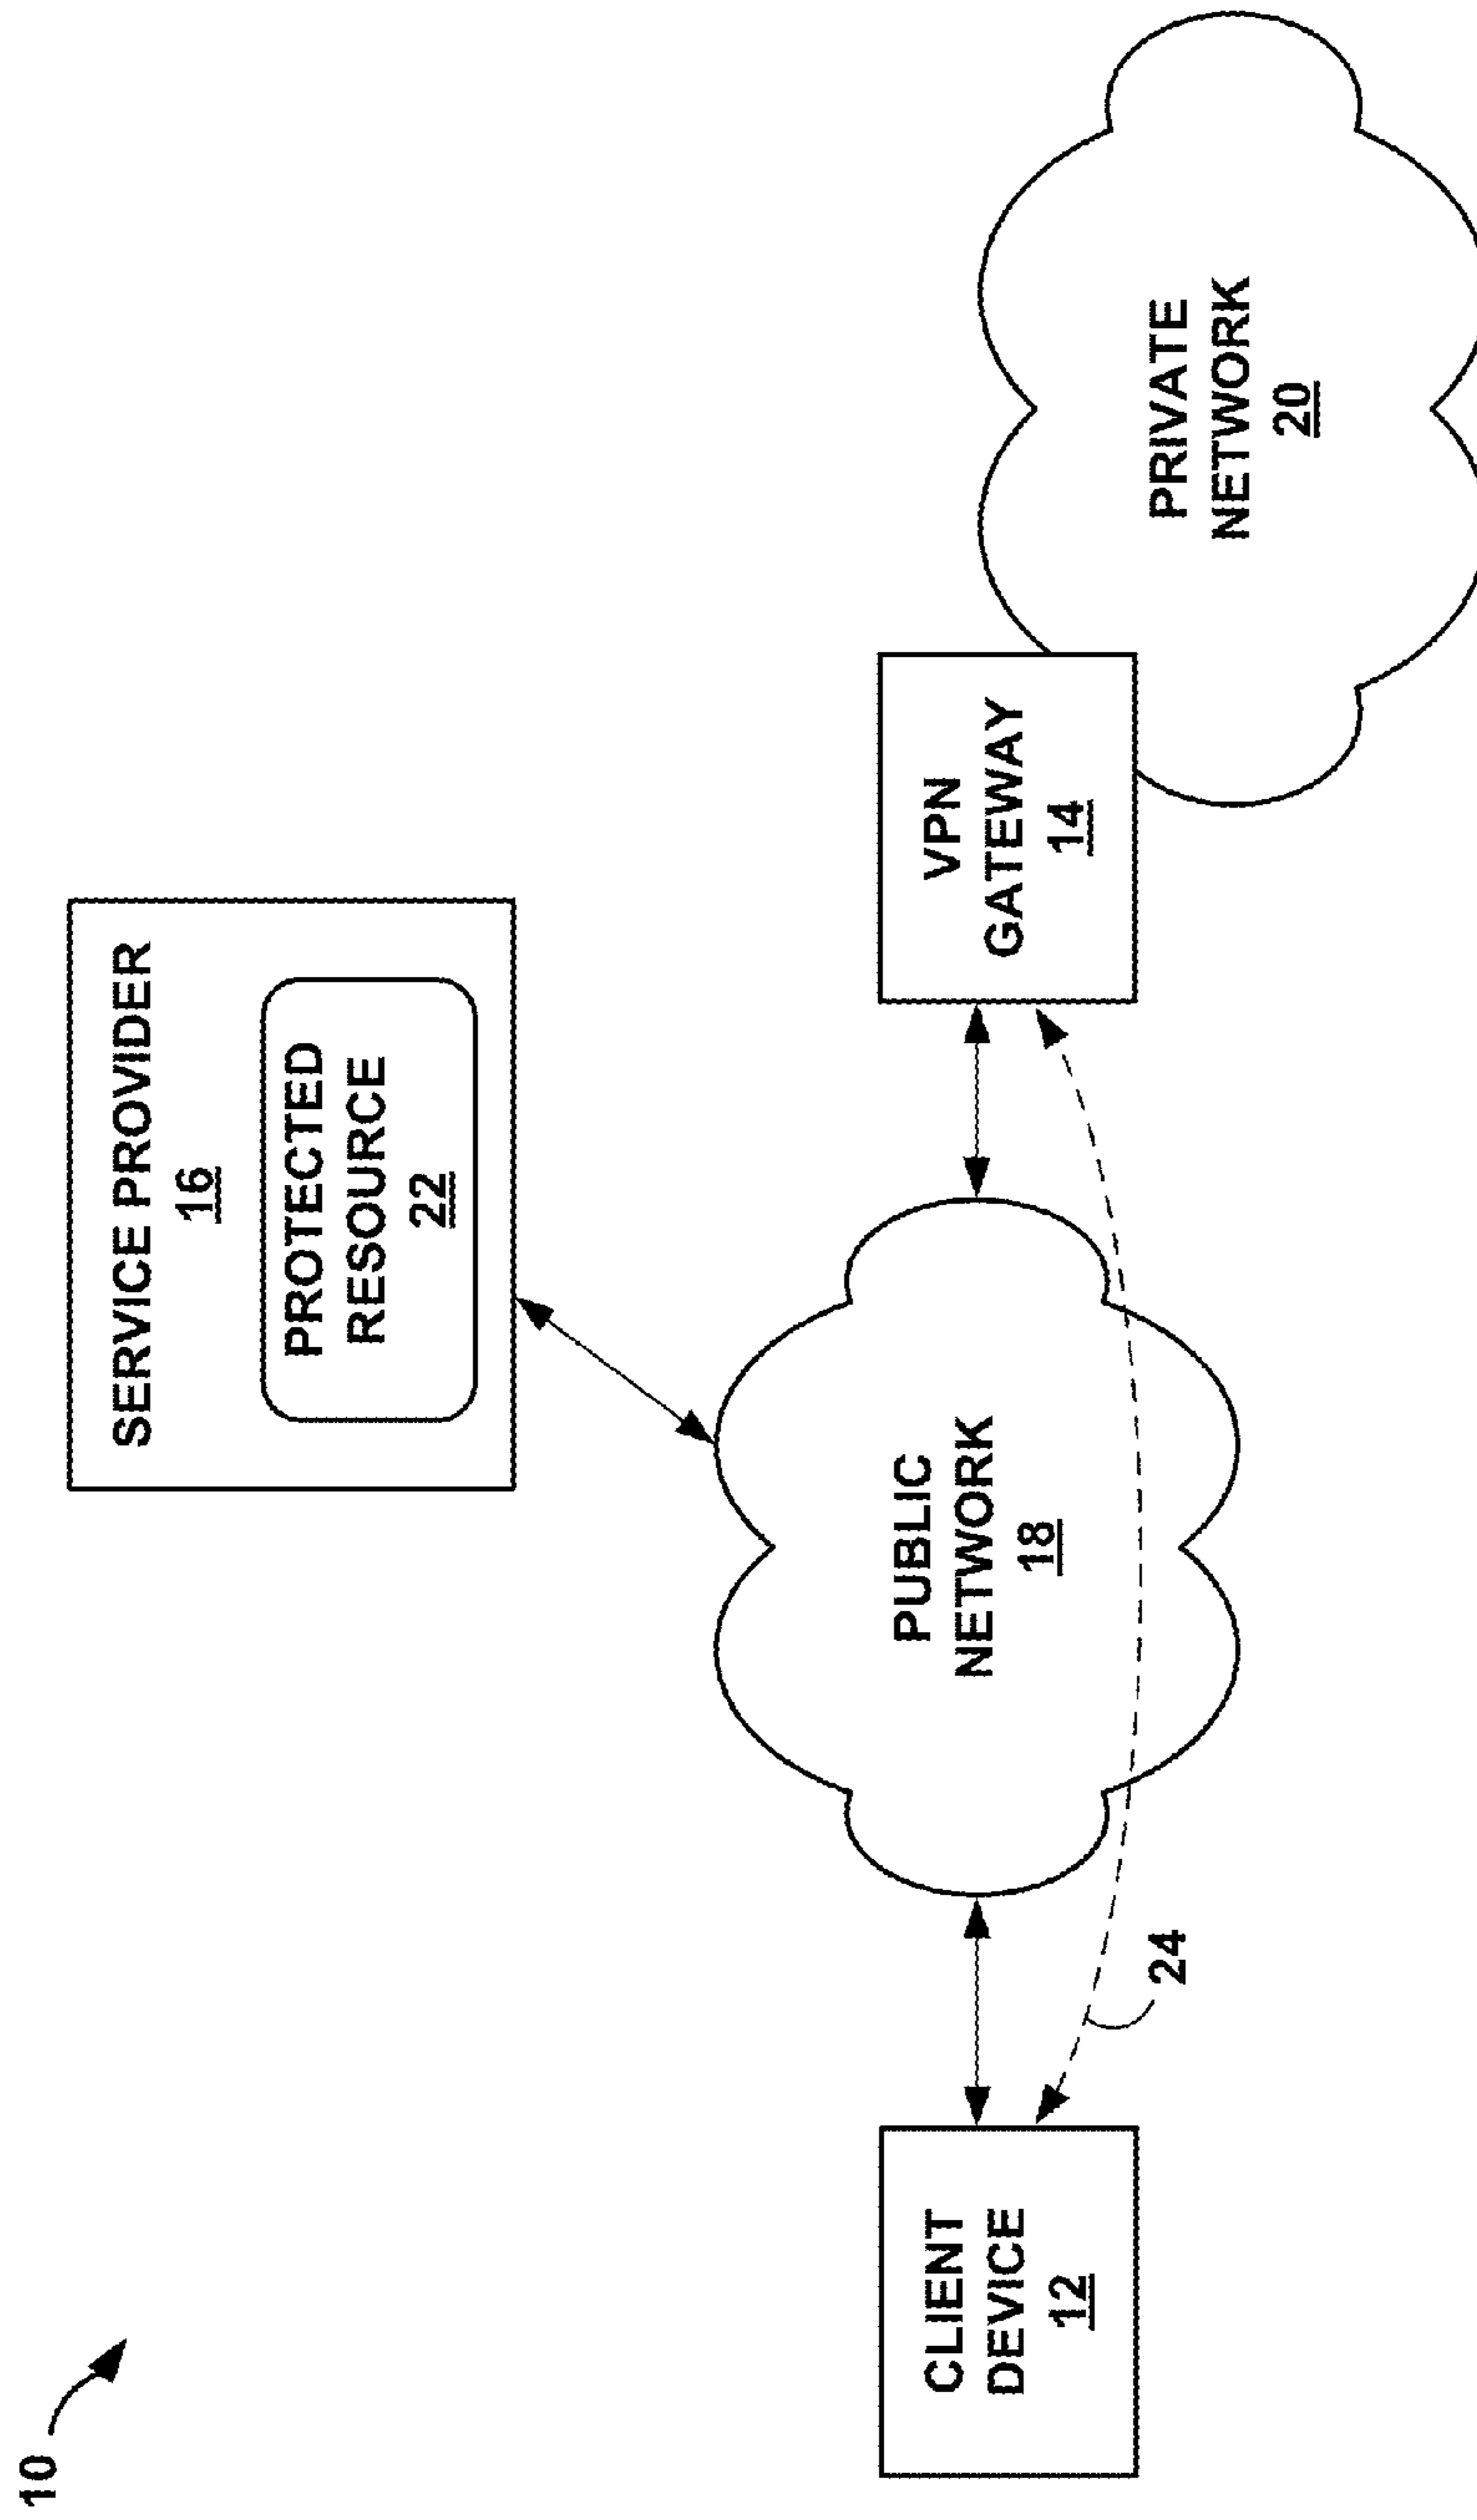 10
SERVICE PROVIDER
16
PROTECTED
RESOURCE
22
CLIENT
DEVICE
12
24
PUBLIC
NETWORK
18
VPN
GATEWAY
14
PRIVATE
NETWORK
20